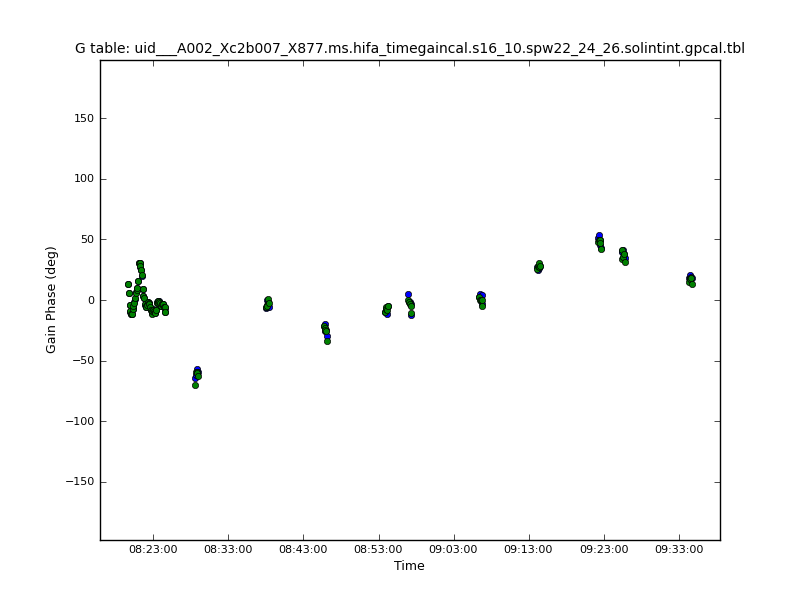 G table: uid___A002_Xc2b007_X877.ms.hifa_timegaincal.s16_10.spw22_24_26.solintint.gpcal.tbl
150
100
50
0
−50
−100
−150
Gain Phase (deg)
08:23:00 08:33:00 08:43:00 08:53:00 09:03:00 09:13:00 09:23:00 09:33:00
Time